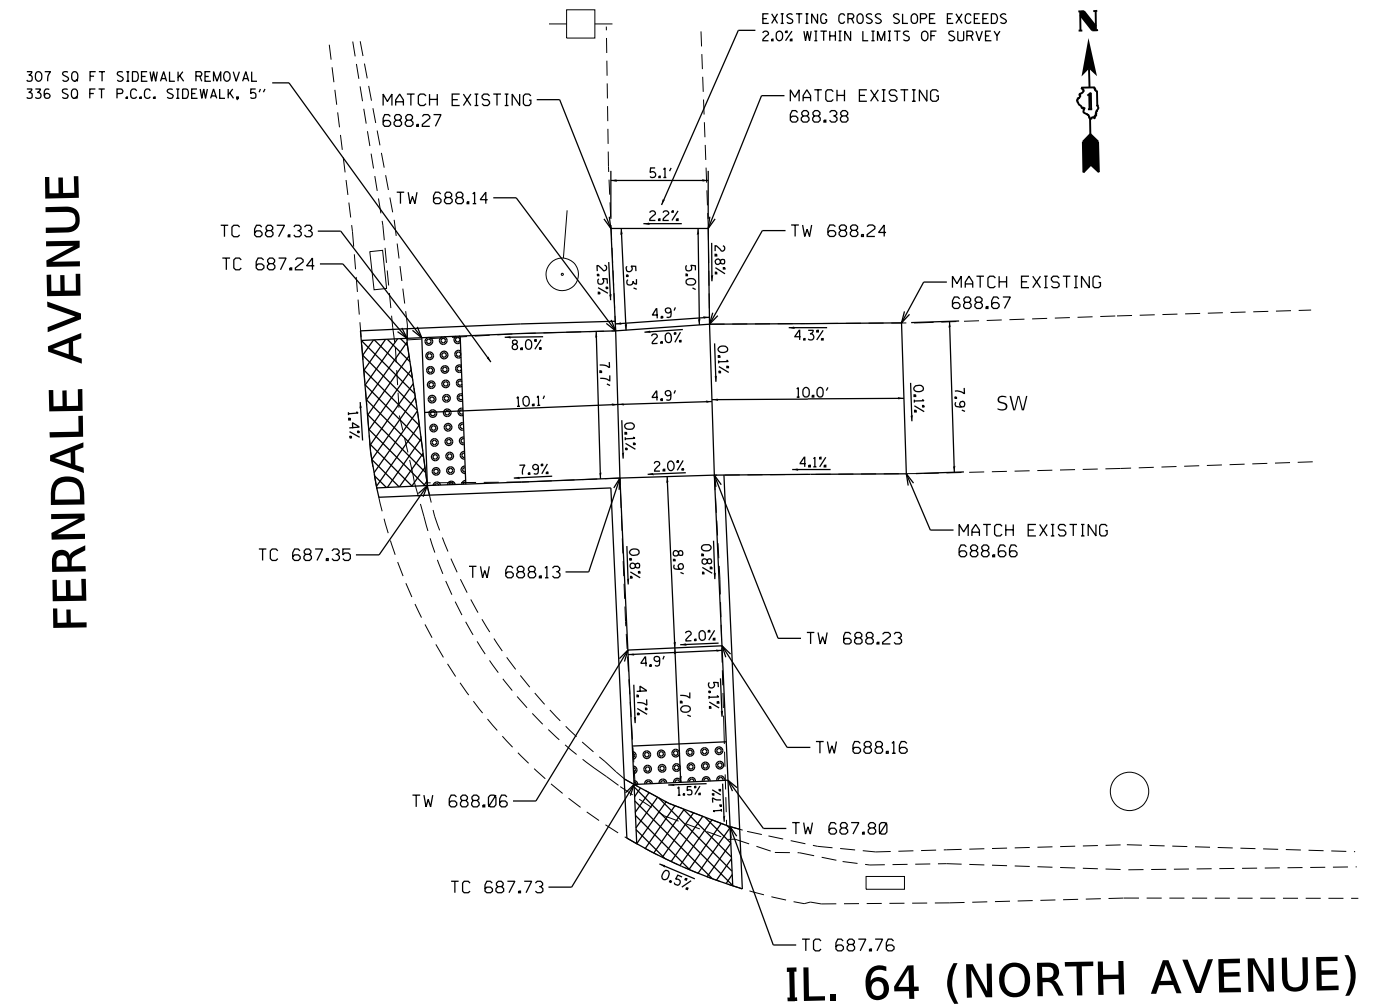 EXISTING CROSS SLOPE EXCEEDS
2.0% WITHIN LIMITS OF SURVEY
N
1
307 SQ FT SIDEWALK REMOVAL
336 SQ FT P.C.C. SIDEWALK, 5"
MATCH EXISTING
688.27
MATCH EXISTING
688.38
5.1'
TW 688.14
2.2%
TC 687.33
TW 688.24
TC 687.24
2.5%
5.3'
5.0'
2.8%
MATCH EXISTING
688.67
4.9'
8.0%
2.0%
4.3%
FERNDALE AVENUE
7.7'
0.1%
10.1'
4.9'
10.0'
0.1%
7.9'
SW
1.4%
0.1%
7.9%
2.0%
4.1%
MATCH EXISTING
688.66
TC 687.35
TW 688.13
0.8%
8.9'
0.8%
TW 688.23
2.0%
4.9'
4.7%
7.0'
5.1%
TW 688.16
TW 688.06
1.5%
1.7%
TW 687.80
TC 687.73
0.5%
TC 687.76
IL. 64 (NORTH AVENUE)